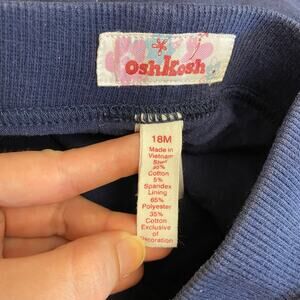 OshKosh
18M
Made in
Vietnam
Shell
95%
Cotton
5%
Spandex
Lining
65%
Polyester
35%
Cotton
Exclusive of
Decoration